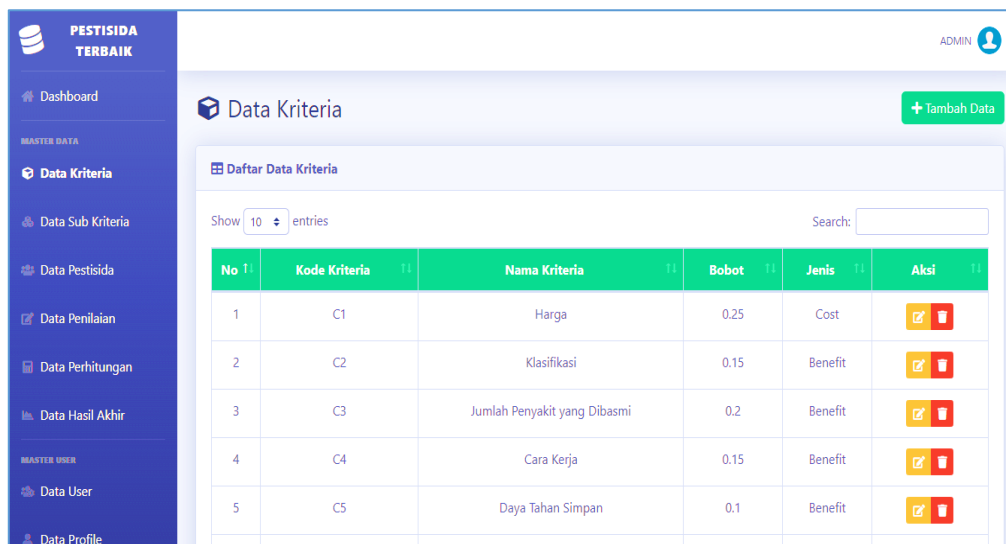 PESTISIDA
TERBAIK
Dashboard
MASTER DATA
Data Kriteria
Data Sub Kriteria
Data Pestisida
Data Penilaian
Data Perhitungan
Data Hasil Akhir
MASTER USER
Data User
Data Profile
ADMIN
Data Kriteria
+ Tambah Data
Daftar Data Kriteria
Show 10 entries
Search:
No Kode Kriteria Nama Kriteria Bobot Jenis Aksi
1 C1 Harga 0.25 Cost
2 C2 Klasifikasi 0.15 Benefit
3 C3 Jumlah Penyakit yang Dibasmi 0.2 Benefit
4 C4 Cara Kerja 0.15 Benefit
5 C5 Daya Tahan Simpan 0.1 Benefit